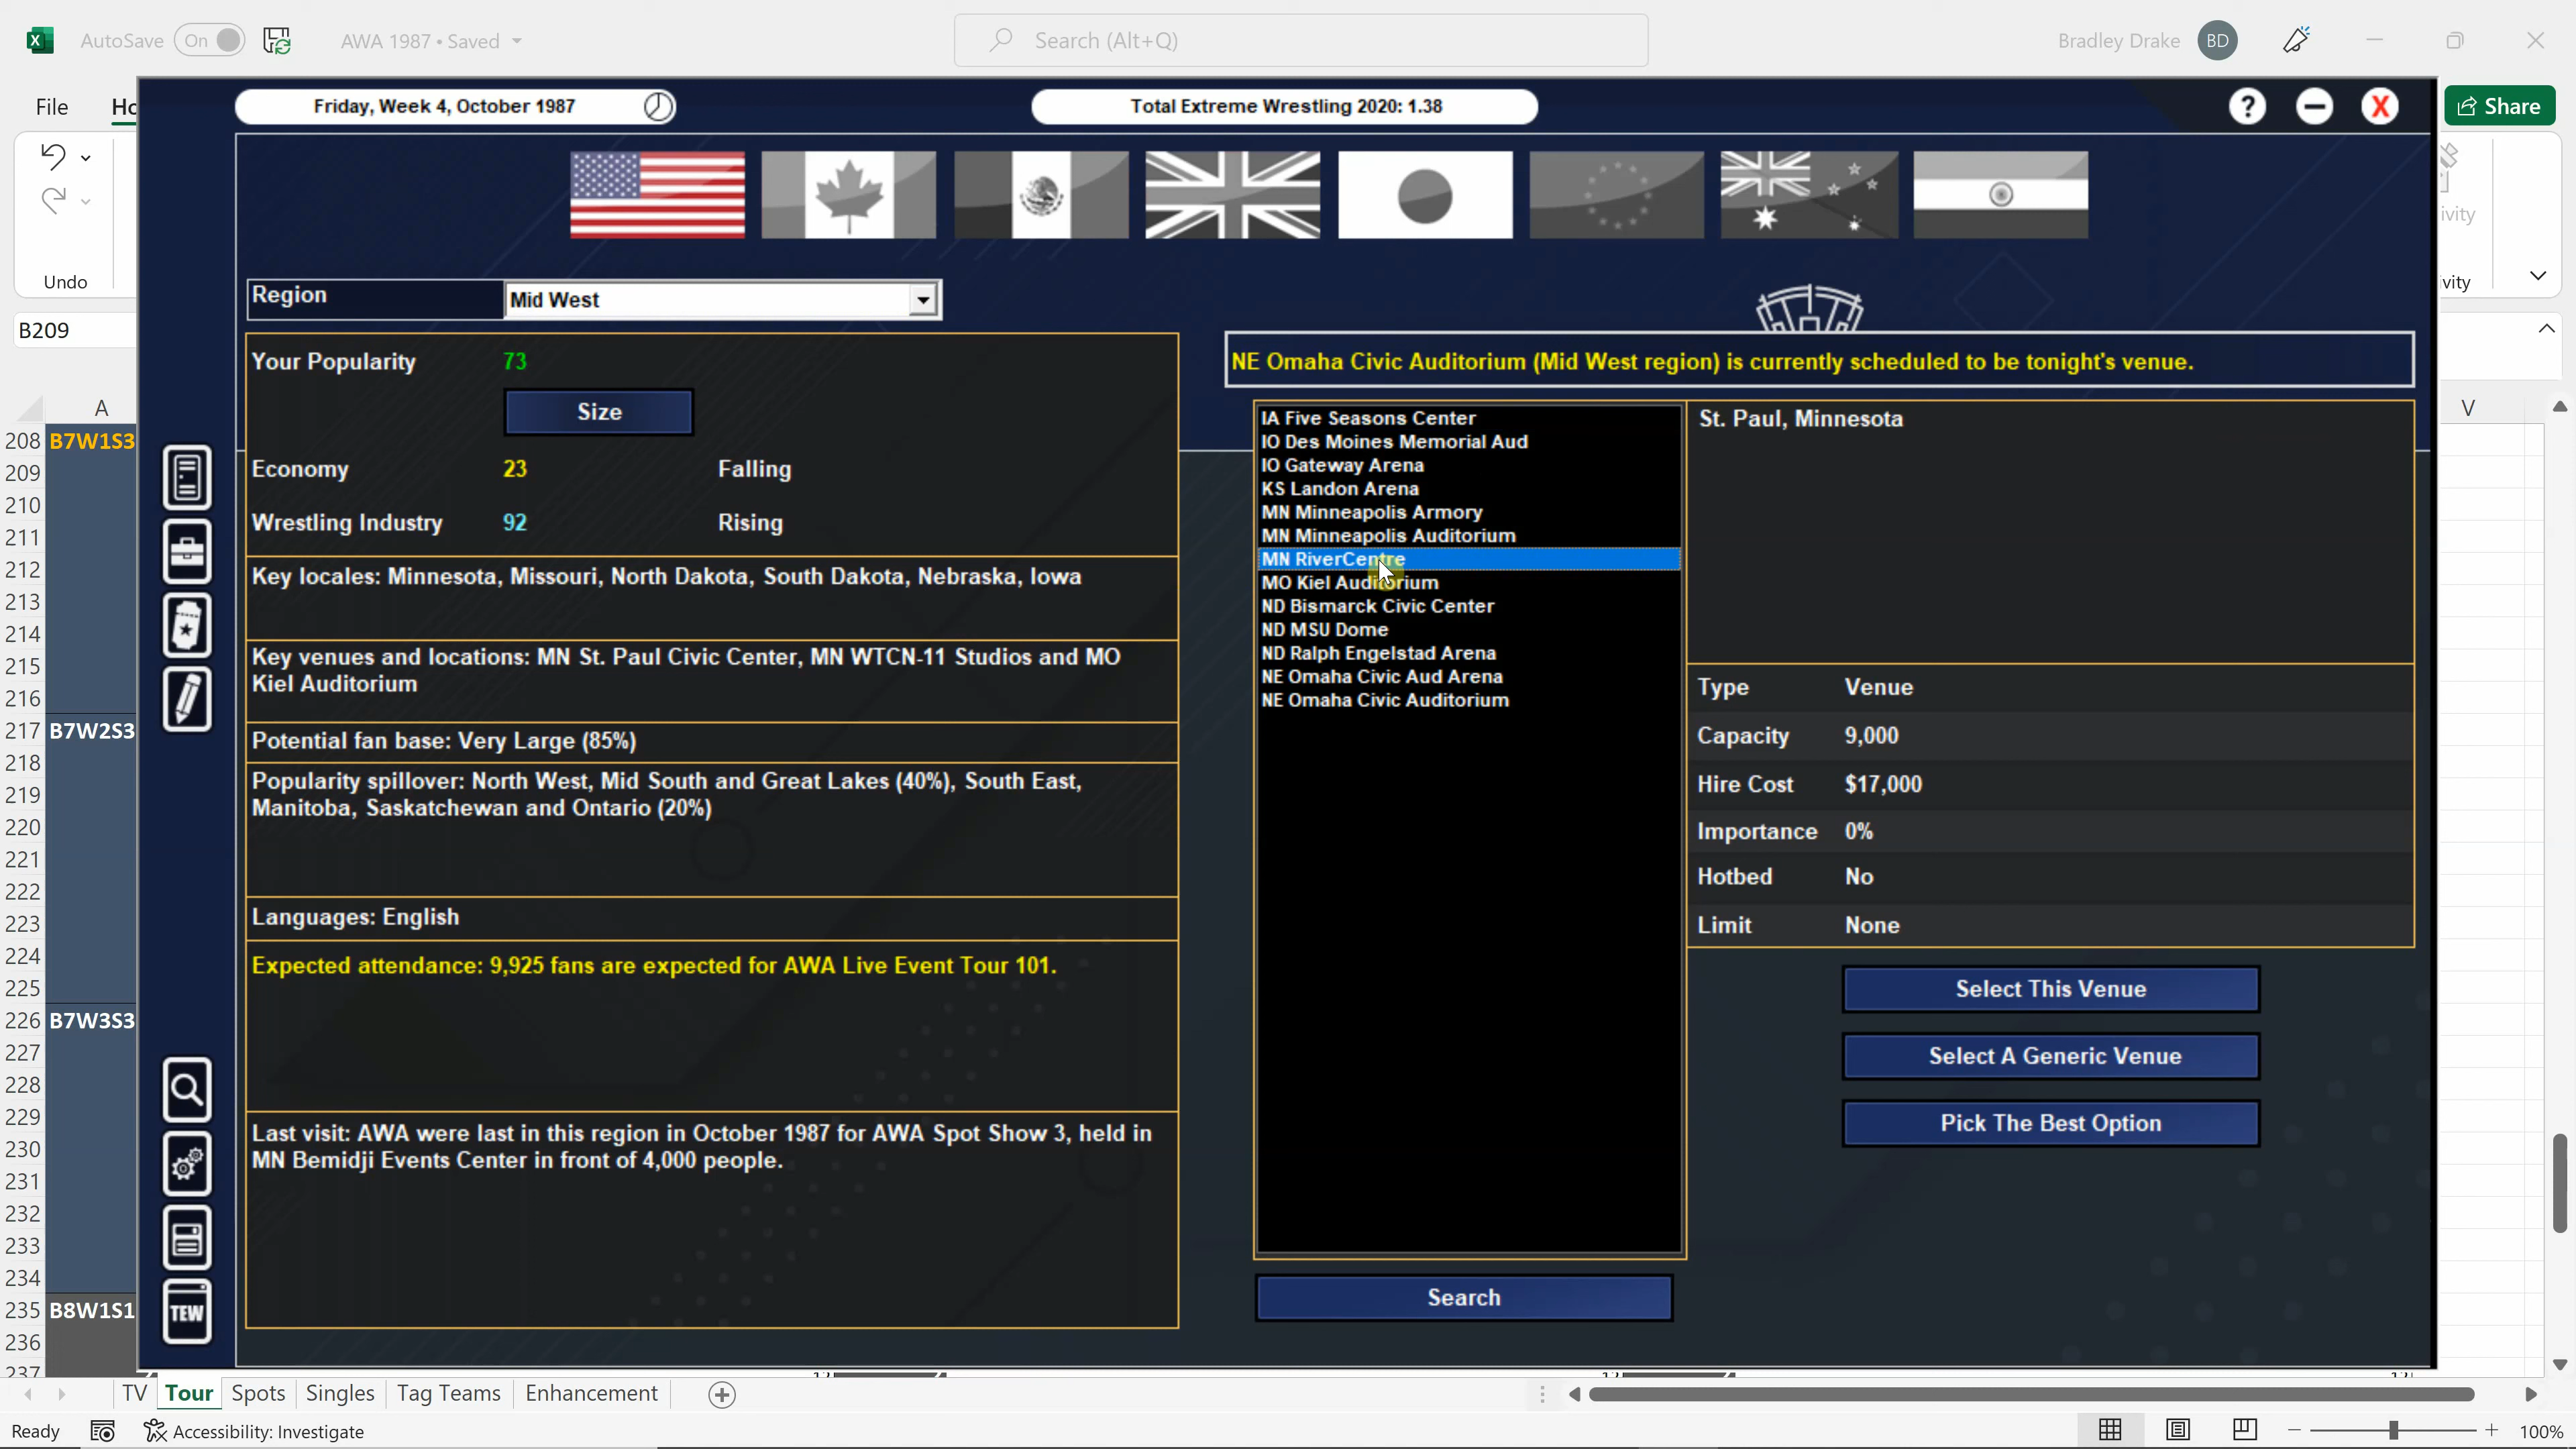 AutoSave On AWA 1987 • Saved Search (Alt+Q) Bradley Drake BD
File Share
Friday, Week 4, October 1987 Total Extreme Wrestling 2020: 1.38 ? X
Undo
Region Mid West
B209
Your Popularity 73
Size
Economy 23 Falling
Wrestling Industry 92 Rising
Key locales: Minnesota, Missouri, North Dakota, South Dakota, Nebraska, Iowa
Key venues and locations: MN St. Paul Civic Center, MN WTCN-11 Studios and MO
Kiel Auditorium
Potential fan base: Very Large (85%)
Popularity spillover: North West, Mid South and Great Lakes (40%), South East,
Manitoba, Saskatchewan and Ontario (20%)
Languages: English
Expected attendance: 9,925 fans are expected for AWA Live Event Tour 101.
Last visit: AWA were last in this region in October 1987 for AWA Spot Show 3, held in
MN Bemidji Events Center in front of 4,000 people.
NE Omaha Civic Auditorium (Mid West region) is currently scheduled to be tonight's venue.
IA Five Seasons Center
IO Des Moines Memorial Aud
IO Gateway Arena
KS Landon Arena
MN Minneapolis Armory
MN Minneapolis Auditorium
MN RiverCentre
MO Kiel Auditorium
ND Bismarck Civic Center
ND MSU Dome
ND Ralph Engelstad Arena
NE Omaha Civic Aud Arena
NE Omaha Civic Auditorium
Search
St. Paul, Minnesota
Type Venue
Capacity 9,000
Hire Cost $17,000
Importance 0%
Hotbed No
Limit None
Select This Venue
Select A Generic Venue
Pick The Best Option
TEW
A V
208 B7W1S3
209
210
211
212
213
214
215
216
217 B7W2S3
218
219
220
221
222
223
224
225
226 B7W3S3
227
228
229
230
231
232
233
234
235 B8W1S1
236
237
TV Tour Spots Singles Tag Teams Enhancement
Ready Accessibility: Investigate 100%